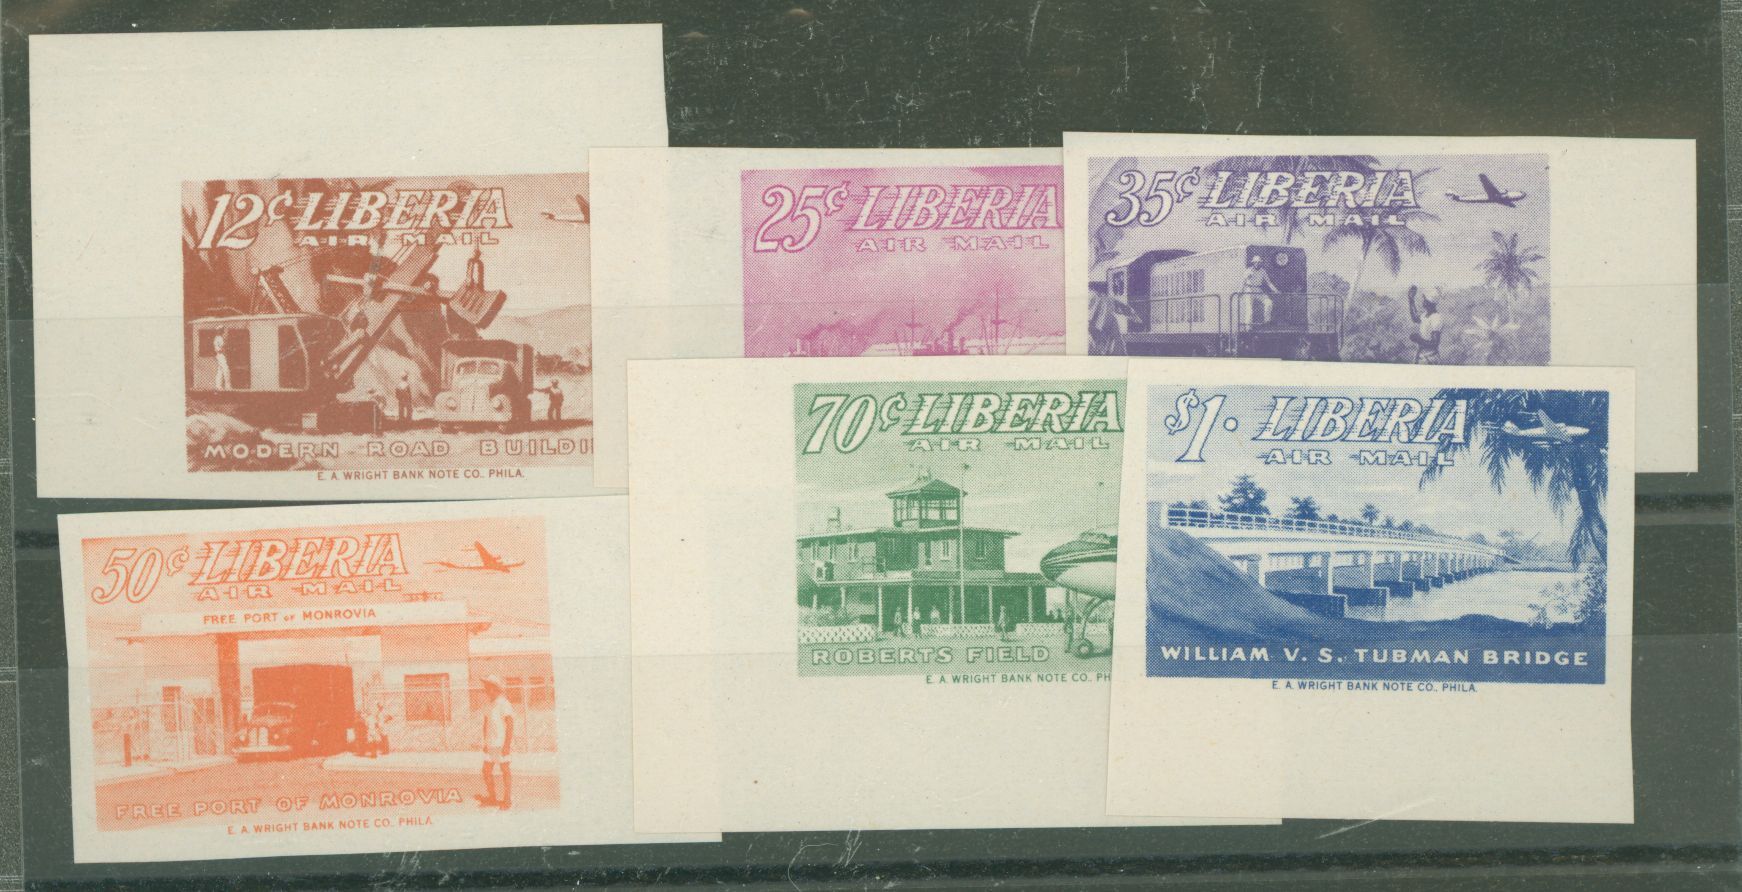 12¢ LIBERIA
AIR MAIL
MODERN ROAD BUILDI
E. A. WRIGHT BANK NOTE CO., PHILA.
25¢ LIBERIA
AIR MAIL
35¢ LIBERIA
AIR MAIL
50¢ LIBERIA
AIR MAIL
FREE PORT OF MONROVIA
FREE PORT OF MONROVIA
E. A. WRIGHT BANK NOTE CO., PHILA.
70¢ LIBERIA
AIR MAIL
ROBERTS FIELD
E. A. WRIGHT BANK NOTE CO., PH
$1. LIBERIA
AIR MAIL
WILLIAM V. S. TUBMAN BRIDGE
E. A. WRIGHT BANK NOTE CO., PHILA.